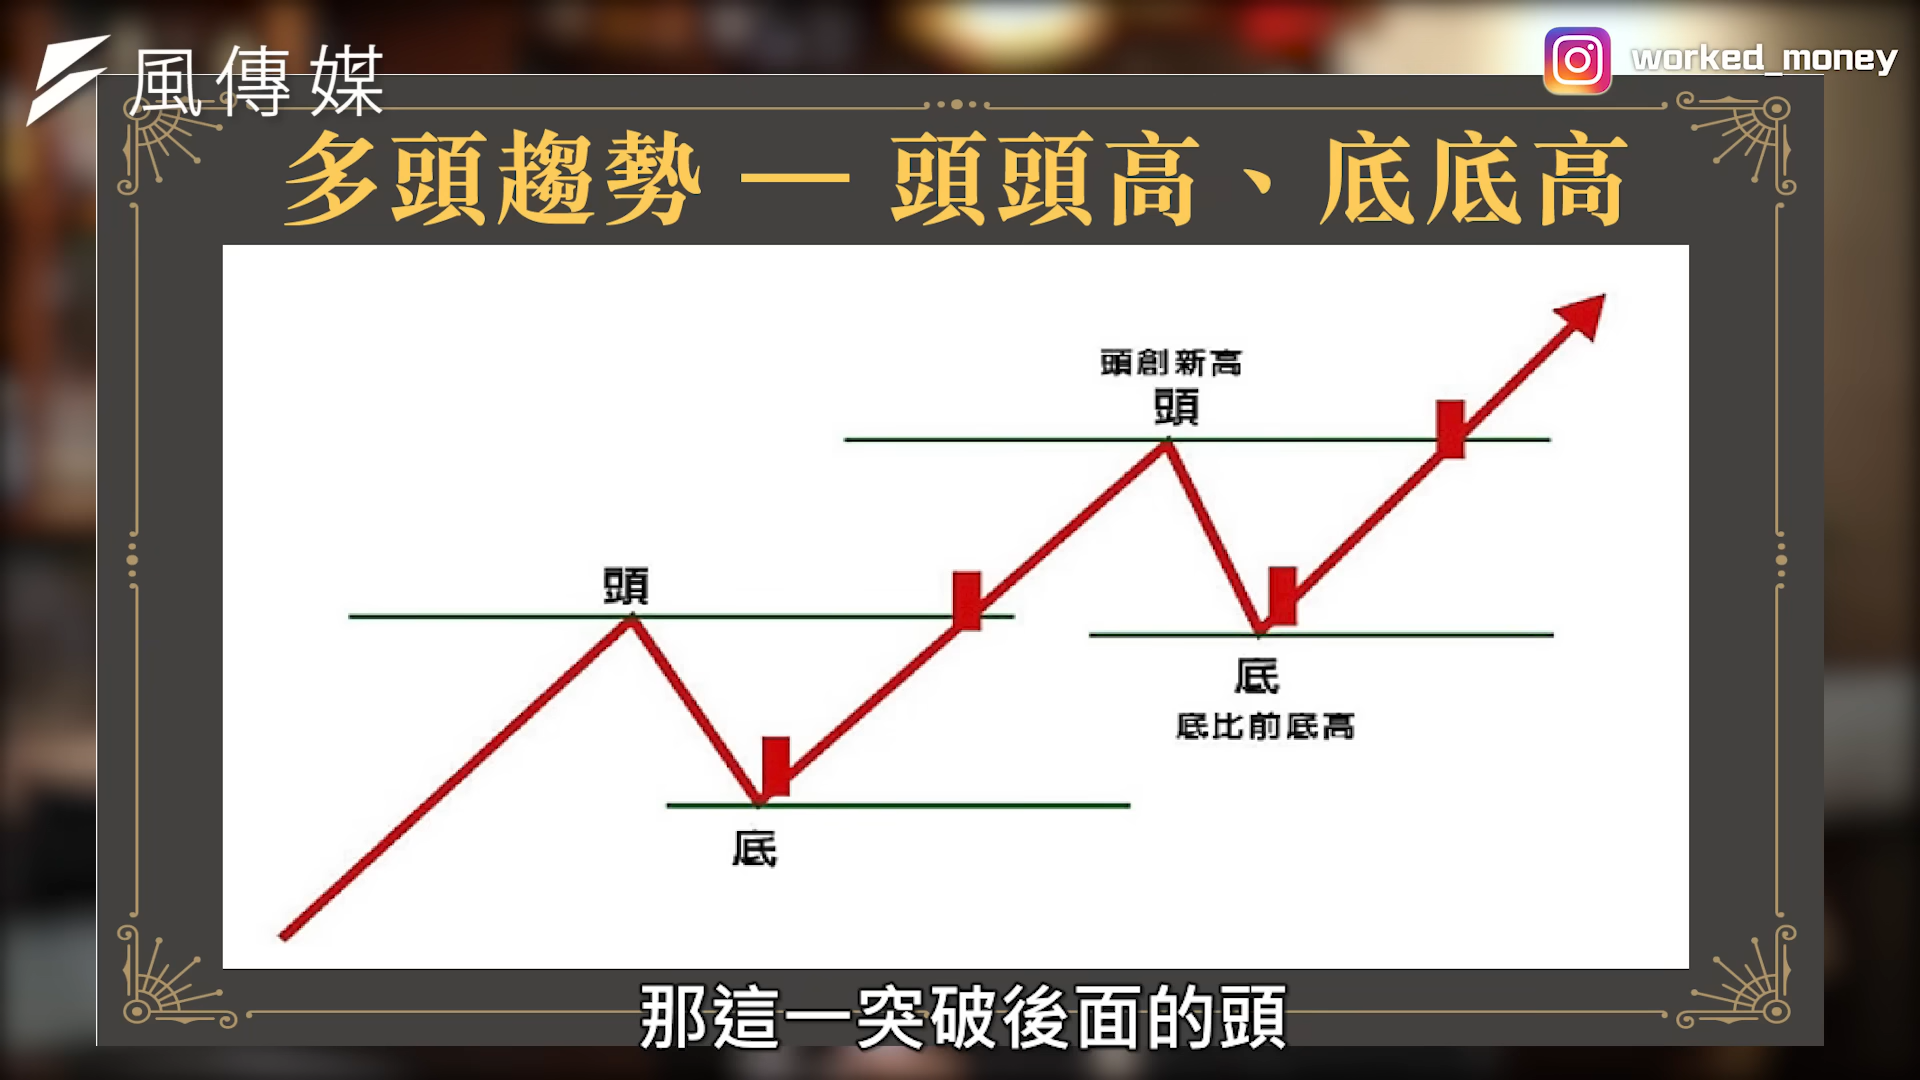 風傳媒
worked_money
多頭趨勢 — 頭頭高、底底高
頭創新高
頭
頭
底
底比前底高
底
那這一突破後面的頭